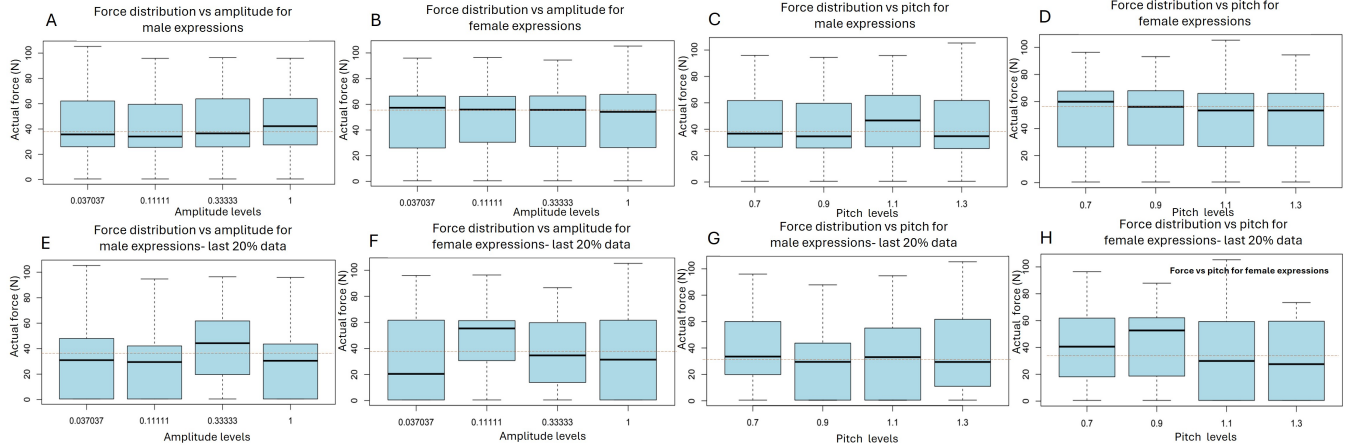 A
Force distribution vs amplitude for
male expressions
Actual force (N)
0 20 40 60 80 100
0.037037 0.11111 0.33333 1
Amplitude levels
B
Force distribution vs amplitude for
female expressions
Actual force (N)
0 20 40 60 80 100
0.037037 0.11111 0.33333 1
Amplitude levels
C
Force distribution vs pitch for
male expressions
Actual force (N)
0 20 40 60 80 100
0.7 0.9 1.1 1.3
Pitch levels
D
Force distribution vs pitch for
female expressions
Actual force (N)
0 20 40 60 80 100
0.7 0.9 1.1 1.3
Pitch levels
E
Force distribution vs amplitude for
male expressions- last 20% data
Actual force (N)
0 20 40 60 80 100
0.037037 0.11111 0.33333 1
Amplitude levels
F
Force distribution vs amplitude for
female expressions- last 20% data
Actual force (N)
0 20 40 60 80 100
0.037037 0.11111 0.33333 1
Amplitude levels
G
Force distribution vs pitch for
male expressions- last 20% data
Actual force (N)
0 20 40 60 80 100
0.7 0.9 1.1 1.3
Pitch levels
H
Force distribution vs pitch for
female expressions- last 20% data
Force vs pitch for female expressions
Actual force (N)
0 20 40 60 80 100
0.7 0.9 1.1 1.3
Pitch levels